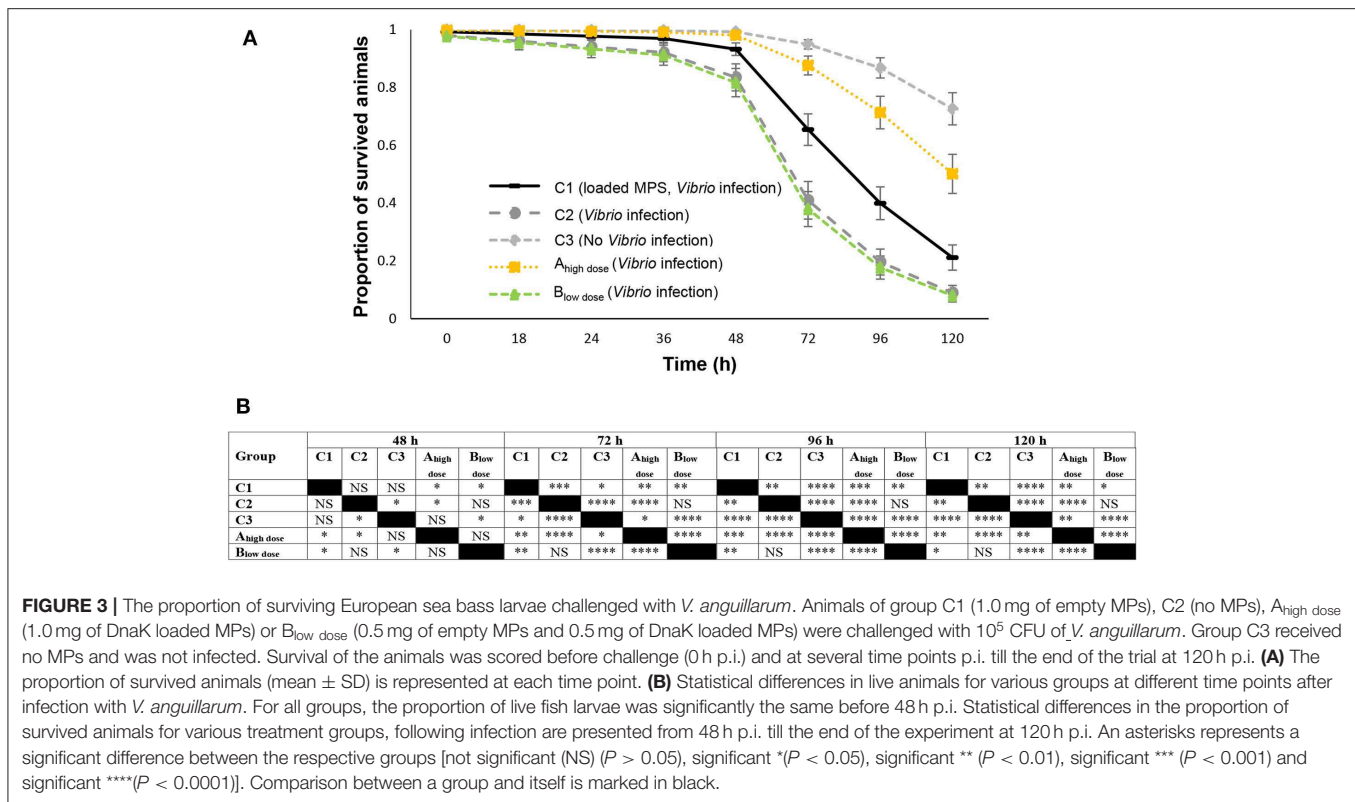 A
Proportion of survived animals
1
0.8
0.6
0.4
0.2
0
C1 (loaded MPS, Vibrio infection)
C2 (Vibrio infection)
C3 (No Vibrio infection)
Ahigh dose (Vibrio infection)
Blow dose (Vibrio infection)
0 18 24 36 48 72 96 120
Time (h)
B
Group 48 h 72 h 96 h 120 h
C1 C2 C3 Ahigh dose Blow dose C1 C2 C3 Ahigh dose Blow dose C1 C2 C3 Ahigh dose Blow dose C1 C2 C3 Ahigh dose Blow dose
C1 NS NS * * *** * ** ** ** **** *** ** ** **** ** *
C2 NS * * NS *** **** **** NS ** **** **** NS ** **** **** NS
C3 NS * NS * * **** * **** **** **** **** **** **** **** ** ****
Ahigh dose * * NS NS ** **** * **** *** **** **** **** ** **** ** ****
Blow dose * NS * NS ** NS **** **** ** NS **** **** * NS **** ****
FIGURE 3 | The proportion of surviving European sea bass larvae challenged with V. anguillarum. Animals of group C1 (1.0 mg of empty MPs), C2 (no MPs), Ahigh dose
(1.0 mg of DnaK loaded MPs) or Blow dose (0.5 mg of empty MPs and 0.5 mg of DnaK loaded MPs) were challenged with 10⁵ CFU of V. anguillarum. Group C3 received
no MPs and was not infected. Survival of the animals was scored before challenge (0 h p.i.) and at several time points p.i. till the end of the trial at 120 h p.i. (A) The
proportion of survived animals (mean ± SD) is represented at each time point. (B) Statistical differences in live animals for various groups at different time points after
infection with V. anguillarum. For all groups, the proportion of live fish larvae was significantly the same before 48 h p.i. Statistical differences in the proportion of
survived animals for various treatment groups, following infection are presented from 48 h p.i. till the end of the experiment at 120 h p.i. An asterisks represents a
significant difference between the respective groups [not significant (NS) (P > 0.05), significant *(P < 0.05), significant ** (P < 0.01), significant *** (P < 0.001) and
significant ****(P < 0.0001)]. Comparison between a group and itself is marked in black.